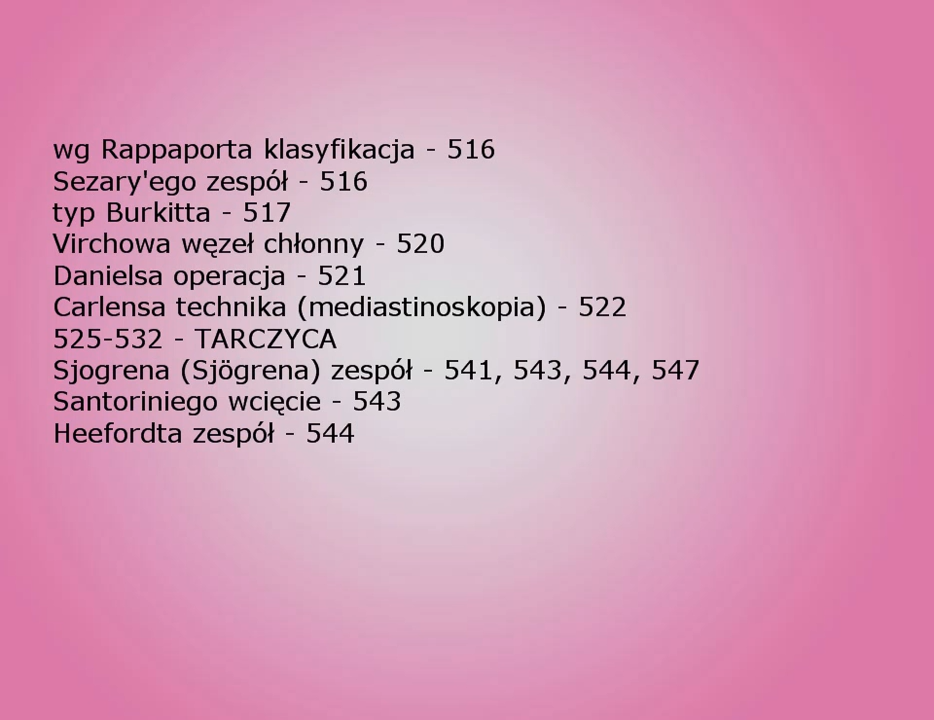 wg Rappaporta klasyfikacja - 516
Sezary'ego zespół - 516
typ Burkitta - 517
Virchowa węzeł chłonny - 520
Danielsa operacja - 521
Carlensa technika (mediastinoskopia) - 522
525-532 - TARCZYCA
Sjogrena (Sjögrena) zespół - 541, 543, 544, 547
Santoriniego wcięcie - 543
Heefordta zespół - 544